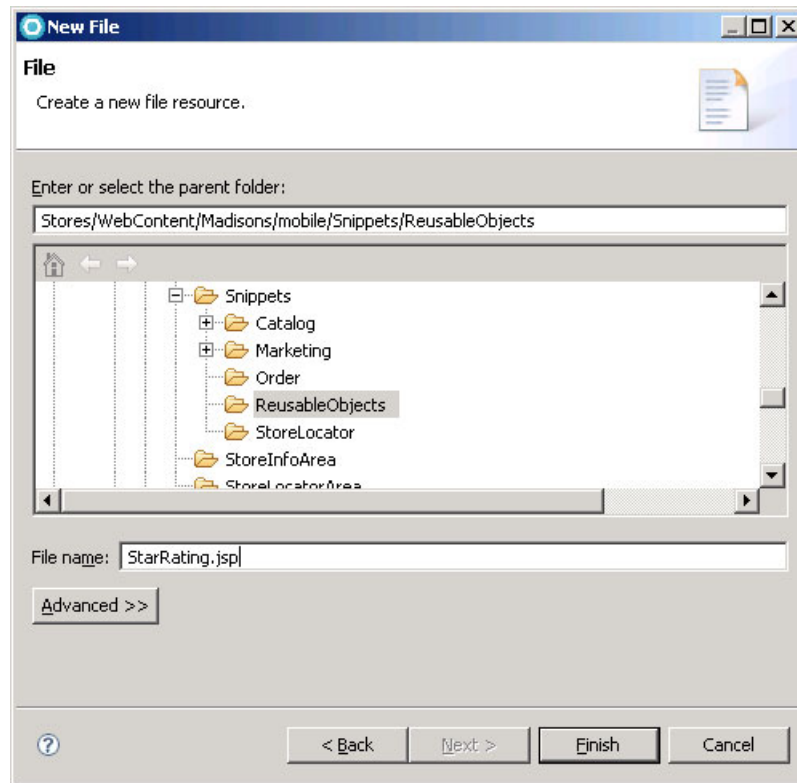 New File
File
Create a new file resource.
Enter or select the parent folder:
Stores/WebContent/Madisons/mobile/Snippets/ReusableObjects
Snippets
Catalog
Marketing
Order
ReusableObjects
StoreLocator
StoreInfoArea
StoreLocatorArea
File name: StarRating.jsp
Advanced >>
< Back Next > Finish Cancel